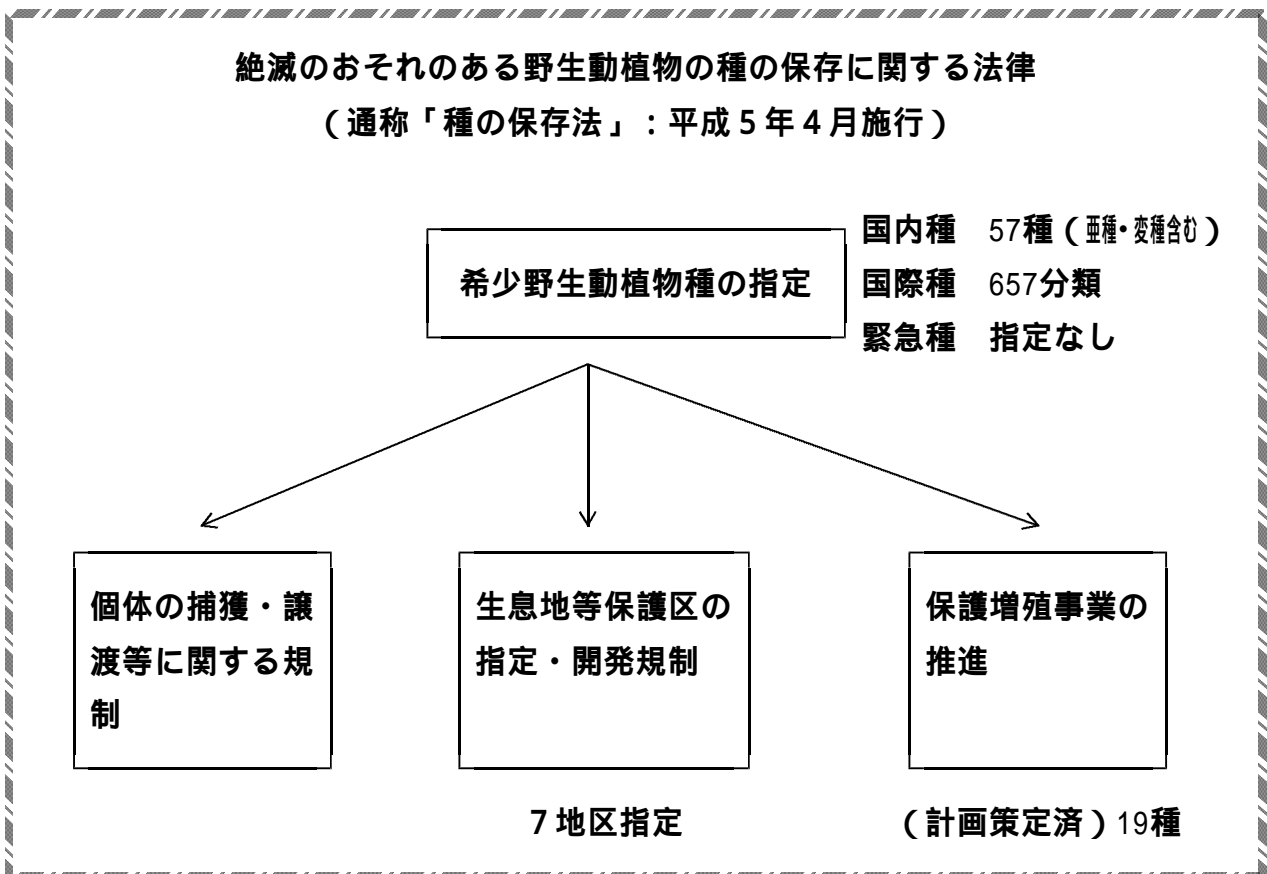 絶滅のおそれのある野生動植物の種の保存に関する法律
（通称「種の保存法」：平成５年４月施行）
国内種　57種（亜種・変種含む）
希少野生動植物種の指定
国際種　657分類
緊急種　指定なし
個体の捕獲・譲
渡等に関する規
制
生息地等保護区の
指定・開発規制
保護増殖事業の
推進
７地区指定
（計画策定済）19種